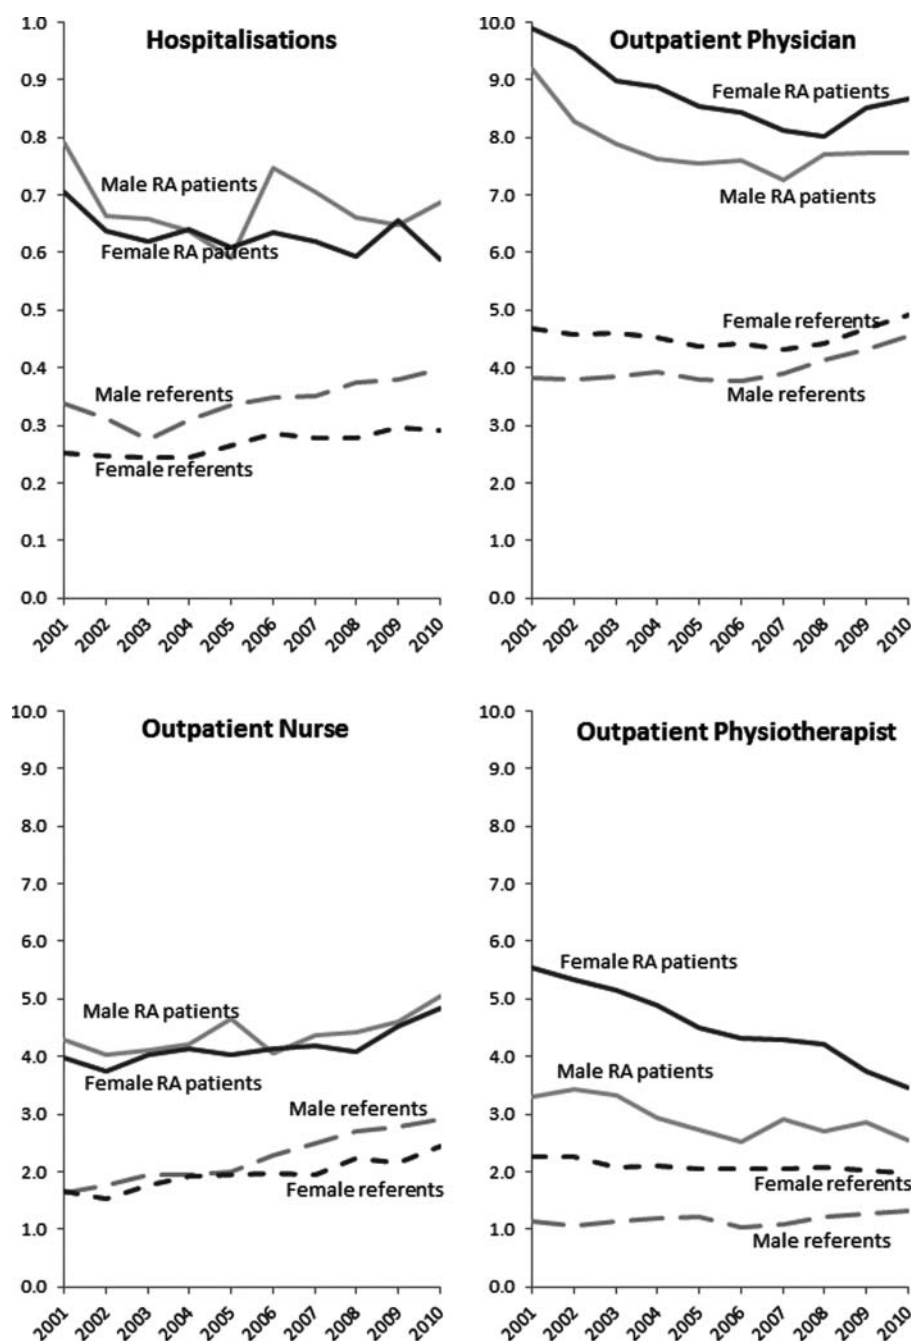 Hospitalisations
1.0
0.9
0.8
0.7
0.6
0.5
0.4
0.3
0.2
0.1
0.0
Male RA patients
Female RA patients
Male referents
Female referents
2001 2002 2003 2004 2005 2006 2007 2008 2009 2010
Outpatient Physician
10.0
9.0
8.0
7.0
6.0
5.0
4.0
3.0
2.0
1.0
0.0
Female RA patients
Male RA patients
Female referents
Male referents
2001 2002 2003 2004 2005 2006 2007 2008 2009 2010
Outpatient Nurse
10.0
9.0
8.0
7.0
6.0
5.0
4.0
3.0
2.0
1.0
0.0
Male RA patients
Female RA patients
Male referents
Female referents
2001 2002 2003 2004 2005 2006 2007 2008 2009 2010
Outpatient Physiotherapist
10.0
9.0
8.0
7.0
6.0
5.0
4.0
3.0
2.0
1.0
0.0
Female RA patients
Male RA patients
Female referents
Male referents
2001 2002 2003 2004 2005 2006 2007 2008 2009 2010